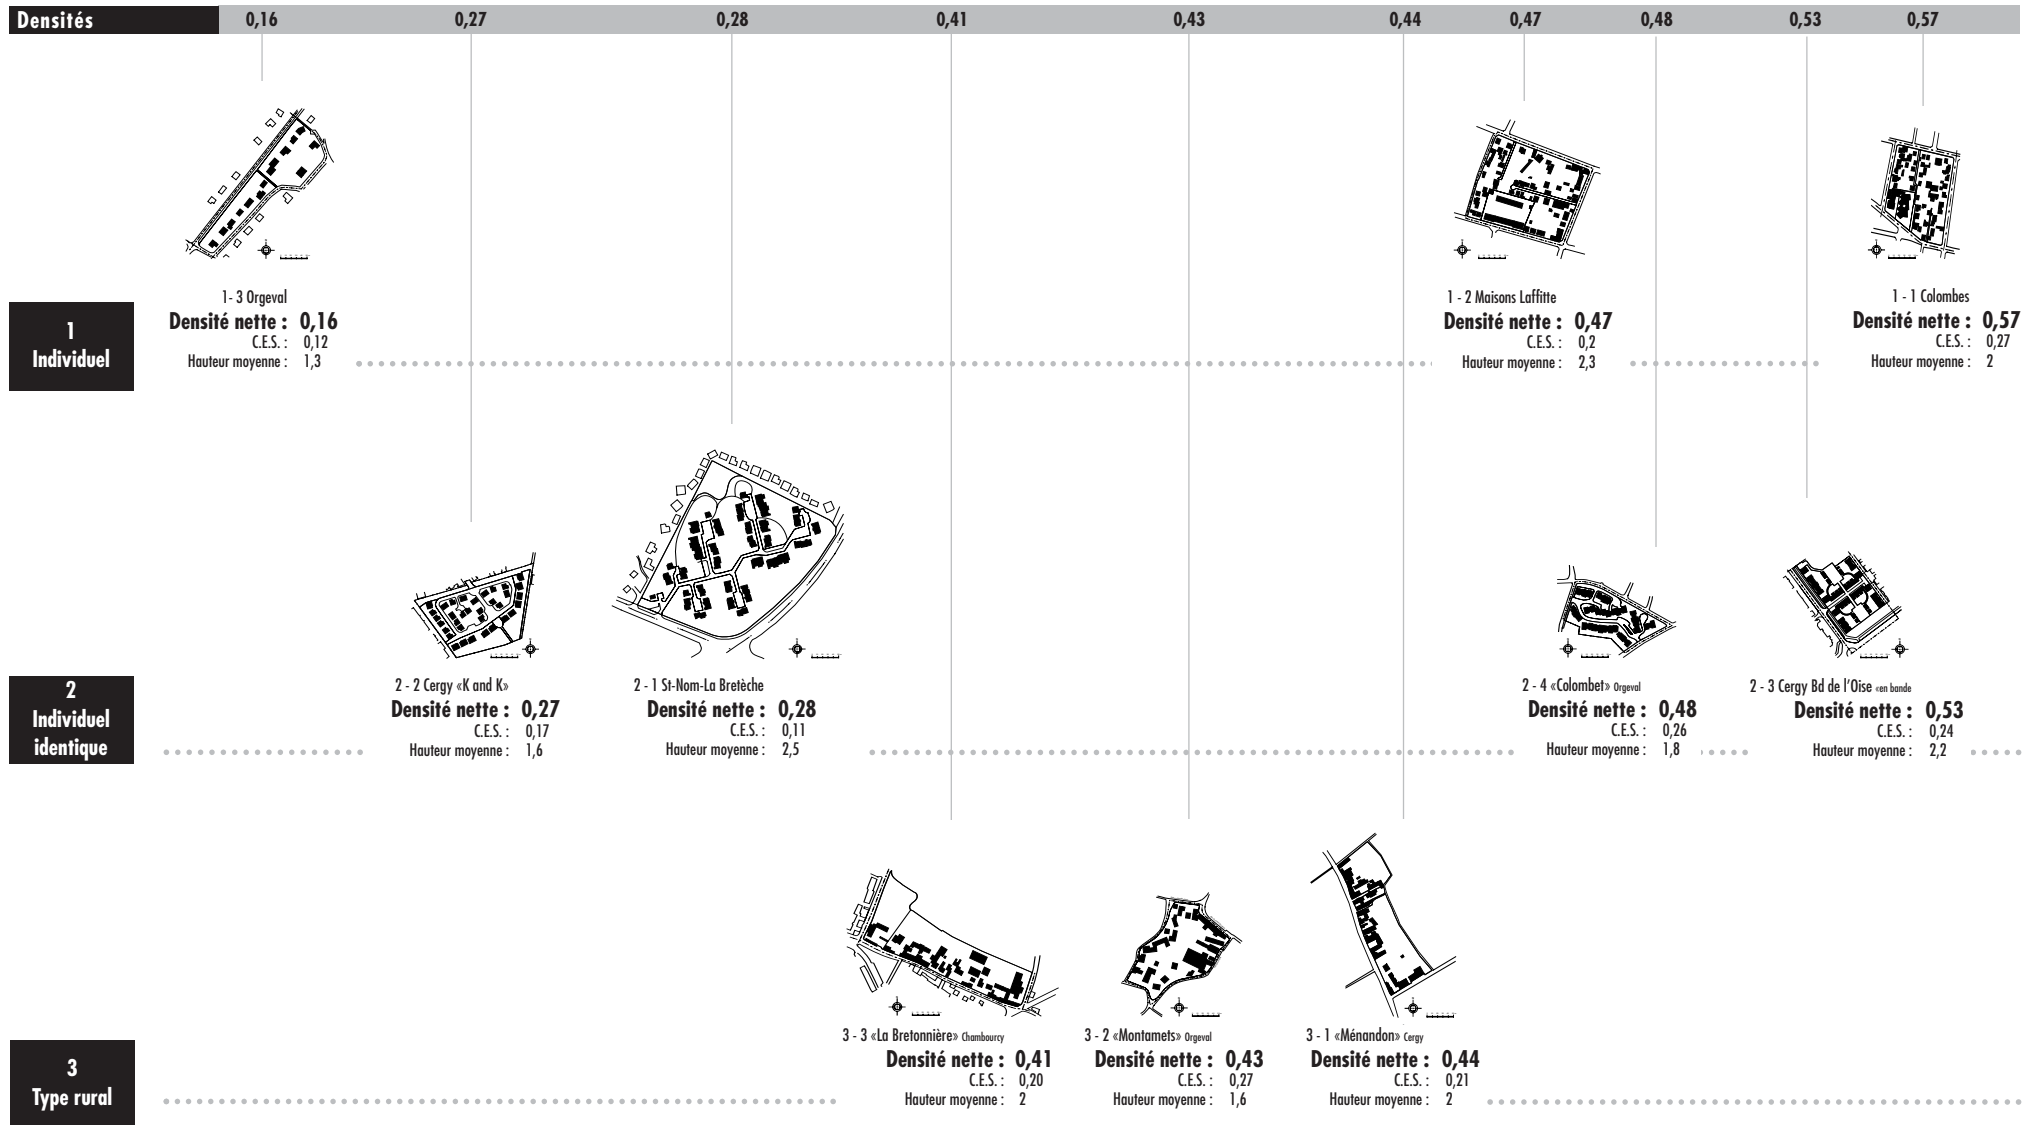 Densités 0,16 0,27 0,28 0,41 0,43 0,44 0,47 0,48 0,53 0,57
1
Individuel
1- 3 Orgeval
Densité nette : 0,16
C.E.S. : 0,12
Hauteur moyenne : 1,3
1 - 2 Maisons Laffitte
Densité nette : 0,47
C.E.S. : 0,2
Hauteur moyenne : 2,3
1 - 1 Colombes
Densité nette : 0,57
C.E.S. : 0,27
Hauteur moyenne : 2
2
Individuel
identique
2 - 2 Cergy «K and K»
Densité nette : 0,27
C.E.S. : 0,17
Hauteur moyenne : 1,6
2 - 1 St-Nom-La Bretèche
Densité nette : 0,28
C.E.S. : 0,11
Hauteur moyenne : 2,5
2 - 4 «Colombet» Orgeval
Densité nette : 0,48
C.E.S. : 0,26
Hauteur moyenne : 1,8
2 - 3 Cergy Bd de l'Oise «en bande
Densité nette : 0,53
C.E.S. : 0,24
Hauteur moyenne : 2,2
3
Type rural
3 - 3 «La Bretonnière» Chambourcy
Densité nette : 0,41
C.E.S. : 0,20
Hauteur moyenne : 2
3 - 2 «Montamets» Orgeval
Densité nette : 0,43
C.E.S. : 0,27
Hauteur moyenne : 1,6
3 - 1 «Ménandon» Cergy
Densité nette : 0,44
C.E.S. : 0,21
Hauteur moyenne : 2